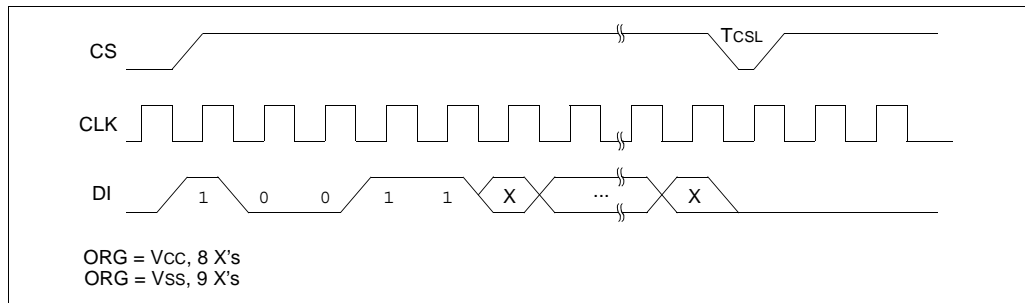 CS TCSL
CLK
DI 1 0 0 1 1 X ... X
ORG = VCC, 8 X's
ORG = VSS, 9 X's